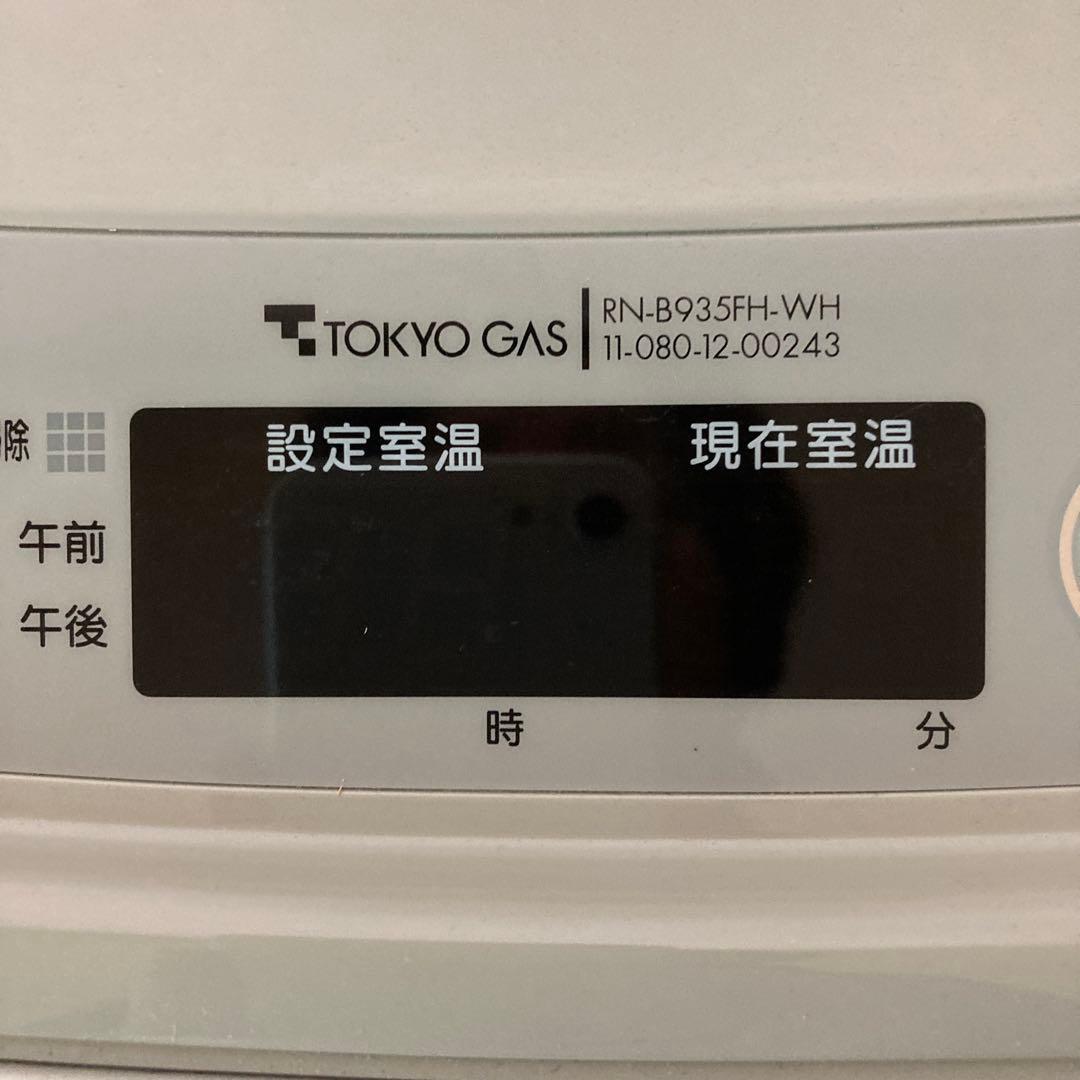 TOKYO GAS
RN-B935FH-WH
11-080-12-00243
除
設定室温
現在室温
午前
午後
時
分